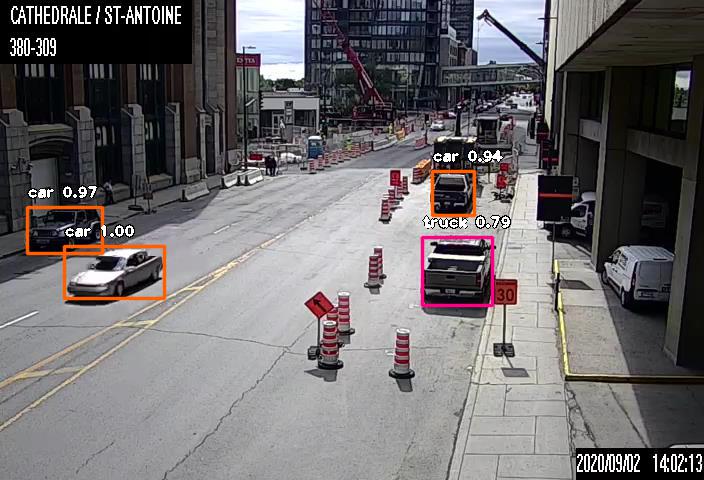 CATHEDRALE / ST-ANTOINE
380-309
car 0.94
car 0.97
truck 0.79
car 1.00
30
2020/09/02 14:02:13